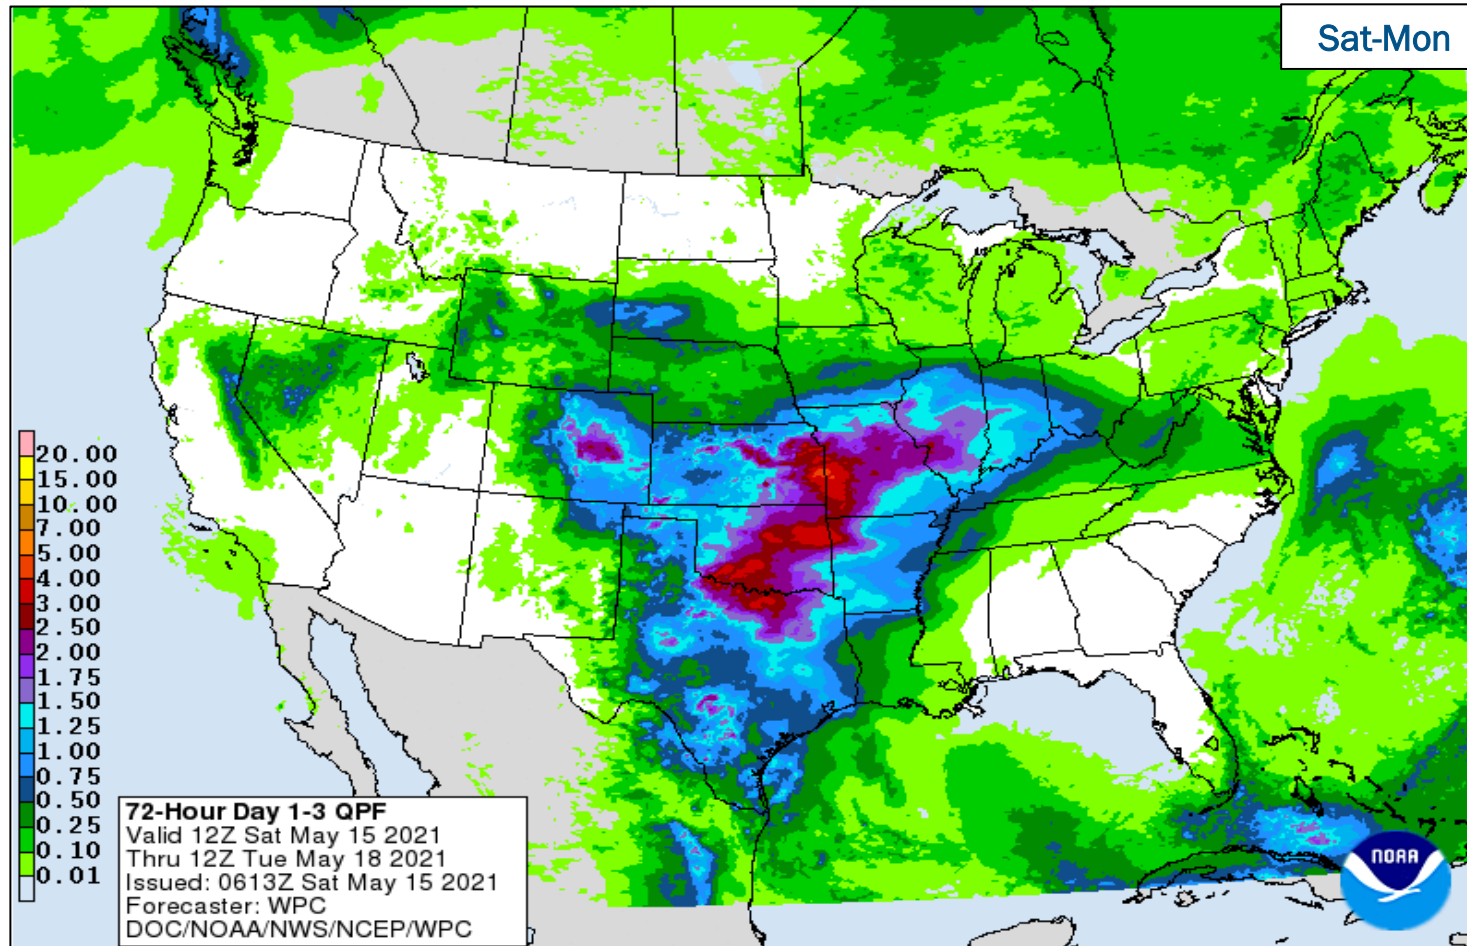 Sat-Mon
20.00
15.00
10.00
7.00
5.00
4.00
3.00
2.50
2.00
1.75
1.50
1.25
1.00
0.75
0.50
0.25
0.10
0.01
72-Hour Day 1-3 QPF
Valid 12Z Sat May 15 2021
Thru 12Z Tue May 18 2021
Issued: 0613Z Sat May 15 2021
Forecaster: WPC
DOC/NOAA/NWS/NCEP/WPC
NOAA